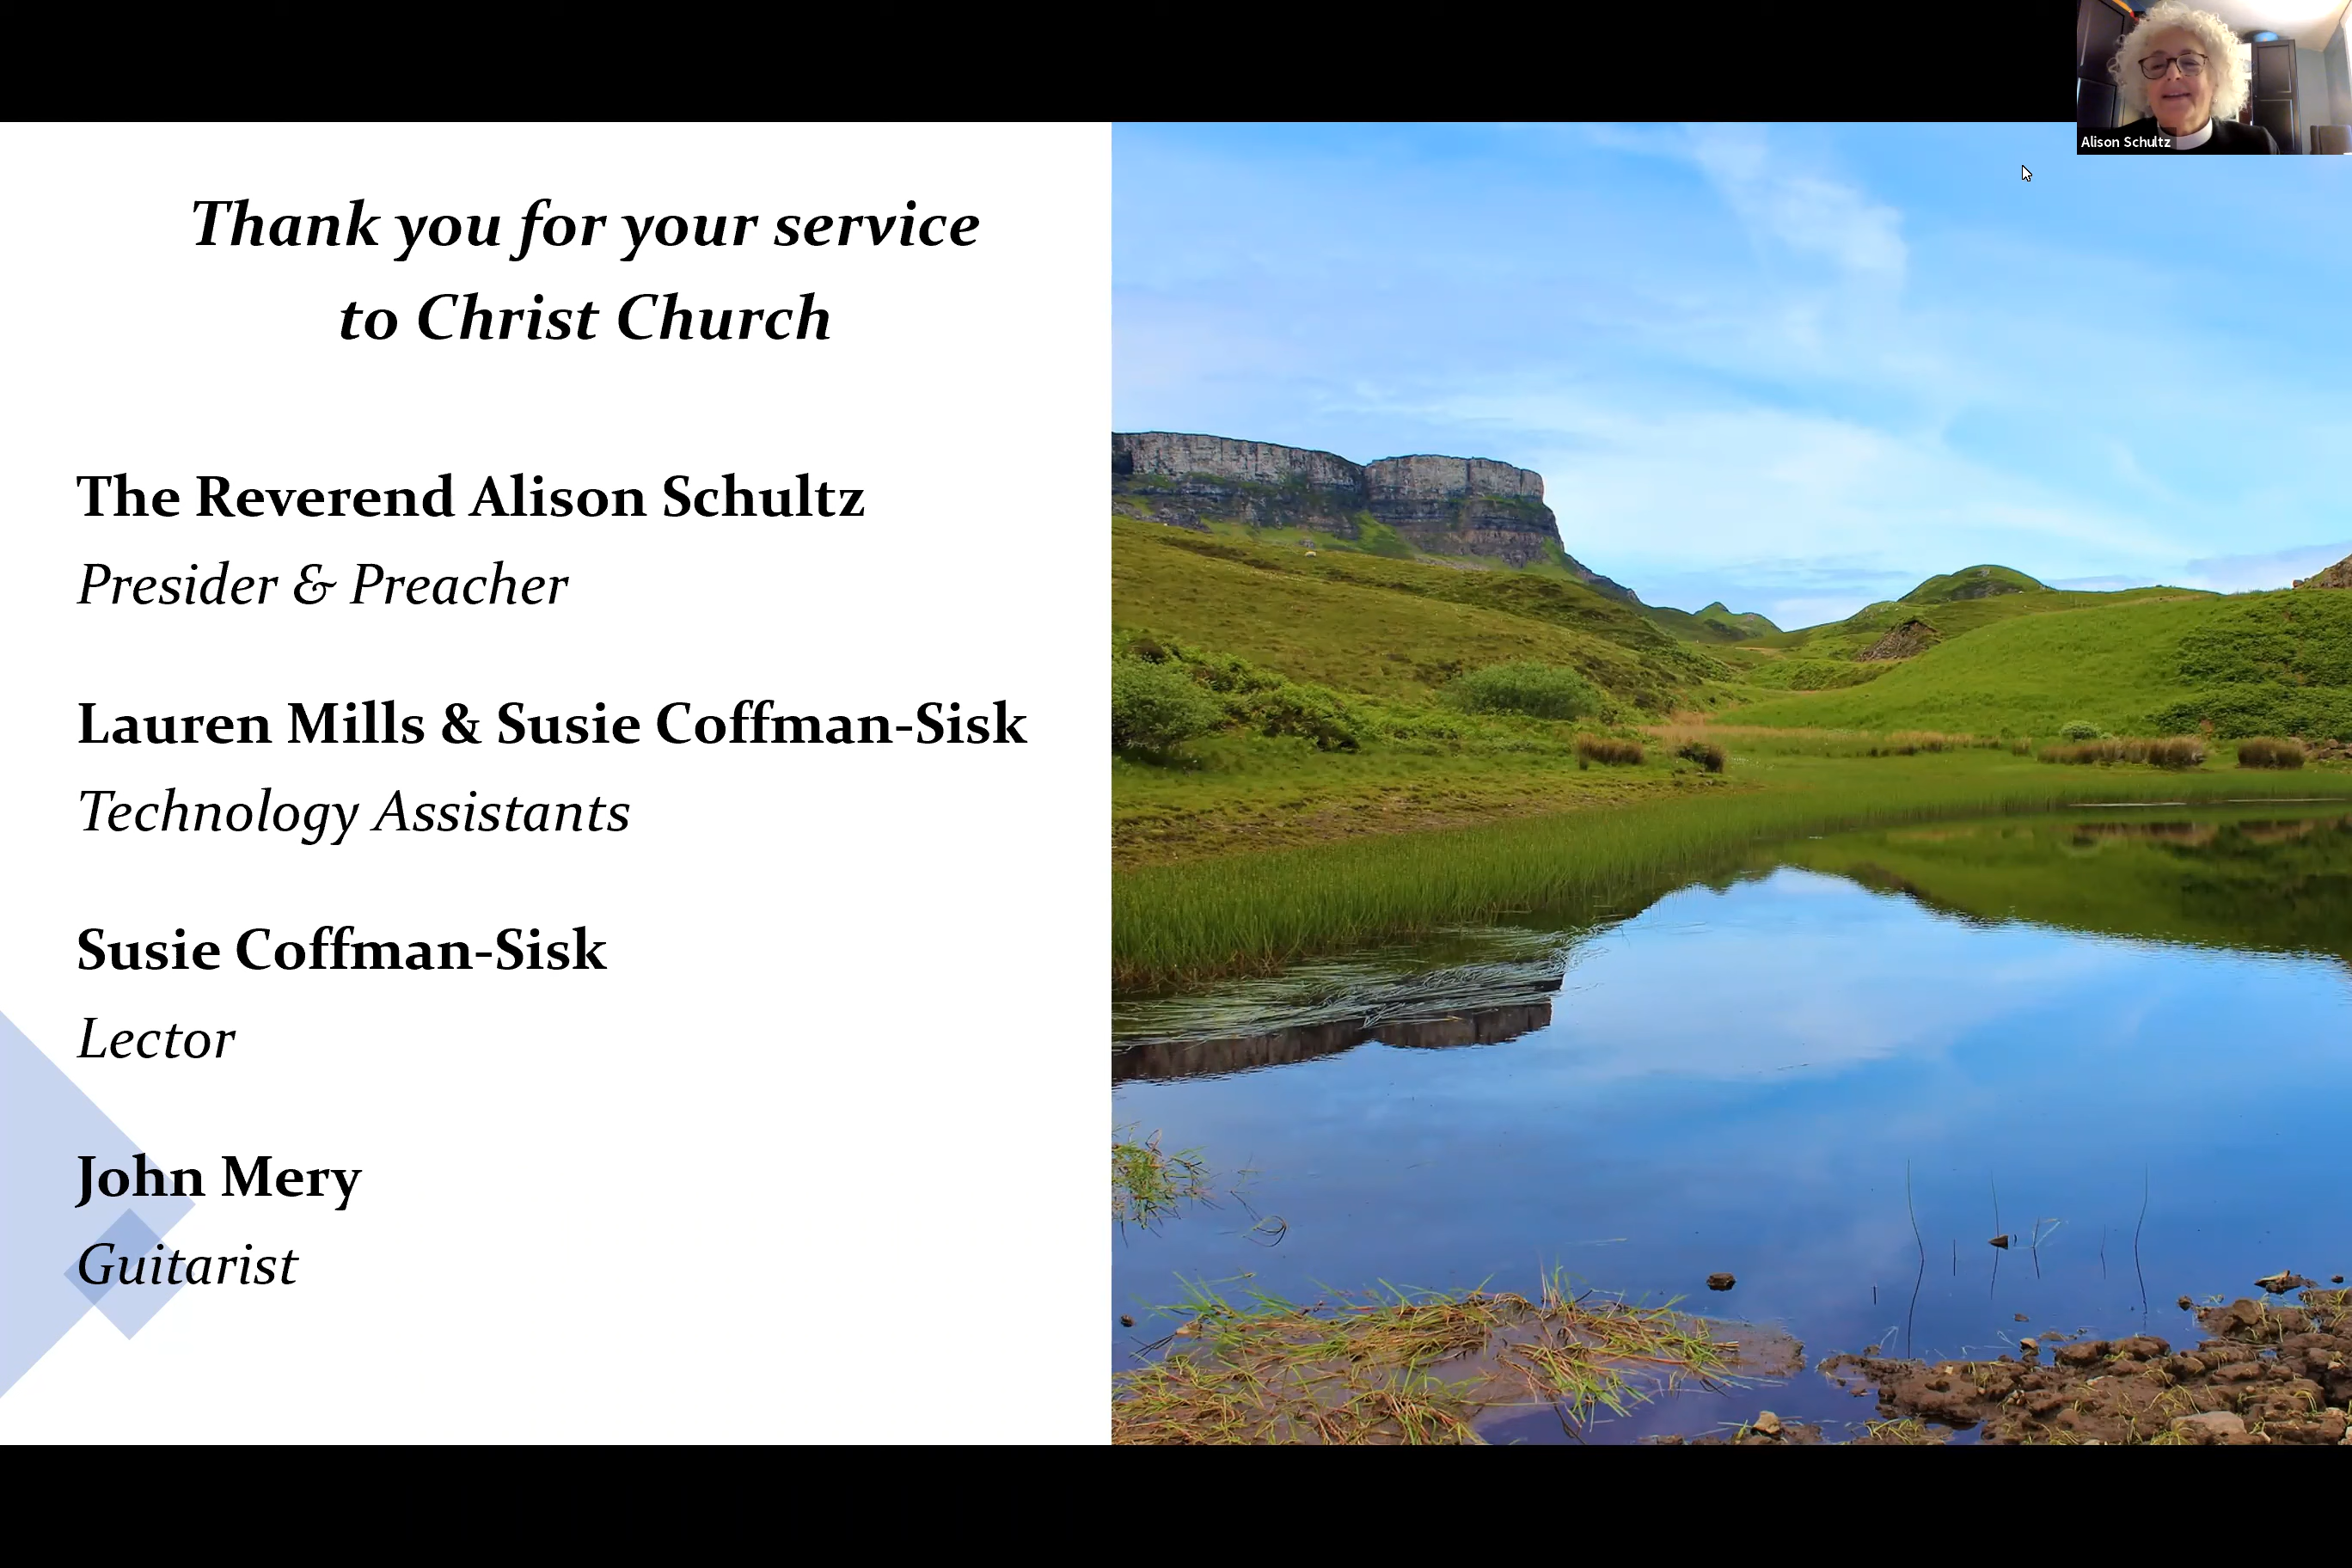 Alison Schultz
Thank you for your service
to Christ Church
The Reverend Alison Schultz
Presider & Preacher
Lauren Mills & Susie Coffman-Sisk
Technology Assistants
Susie Coffman-Sisk
Lector
John Mery
Guitarist